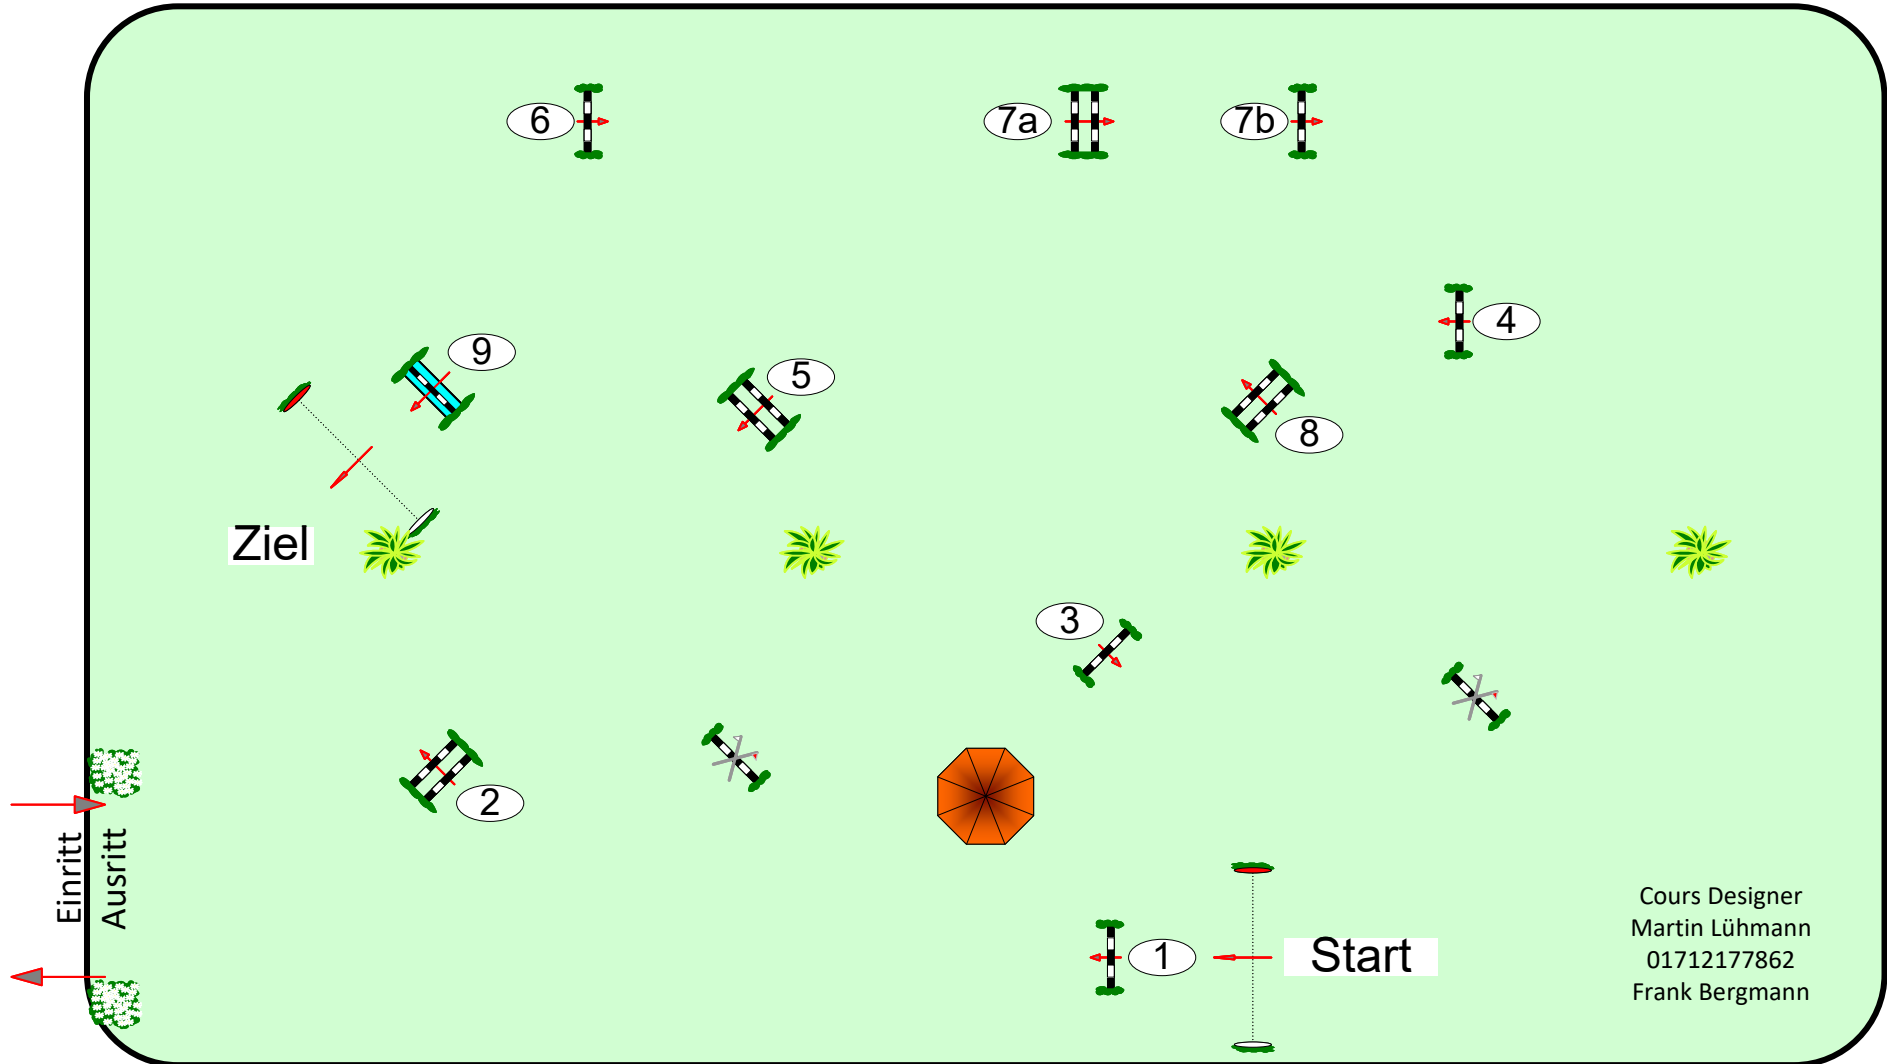 6
7a
7b
4
9
5
8
Ziel
3
2
Einritt
Ausritt
1
Start
Cours Designer
Martin Lühmann
01712177862
Frank Bergmann